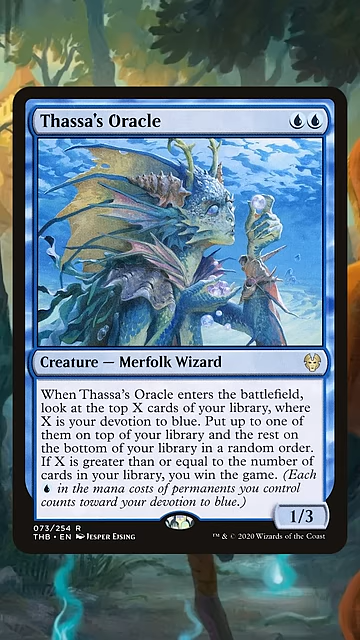 Thassa's Oracle
Creature — Merfolk Wizard
When Thassa's Oracle enters the battlefield,
look at the top X cards of your library, where
X is your devotion to blue. Put up to one of
them on top of your library and the rest on
the bottom of your library in a random order.
If X is greater than or equal to the number of
cards in your library, you win the game. (Each
in the mana costs of permanents you control
counts toward your devotion to blue.)
1/3
073/254 R
THB • EN Jesper Ejsing
™ & © 2020 Wizards of the Coast